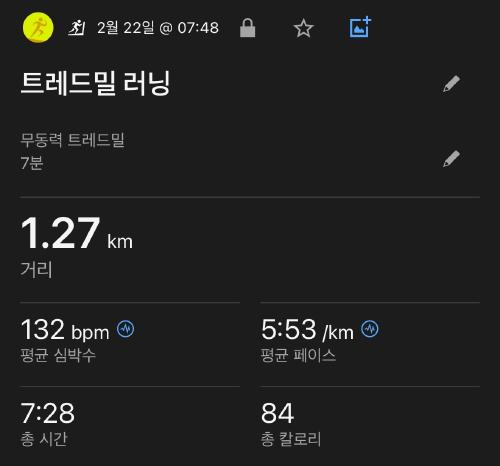 2월 22일 @ 07:48
트레드밀 러닝
무동력 트레드밀
7분
1.27 km
거리
132 bpm 5:53 /km
평균 심박수 평균 페이스
7:28 84
총 시간 총 칼로리